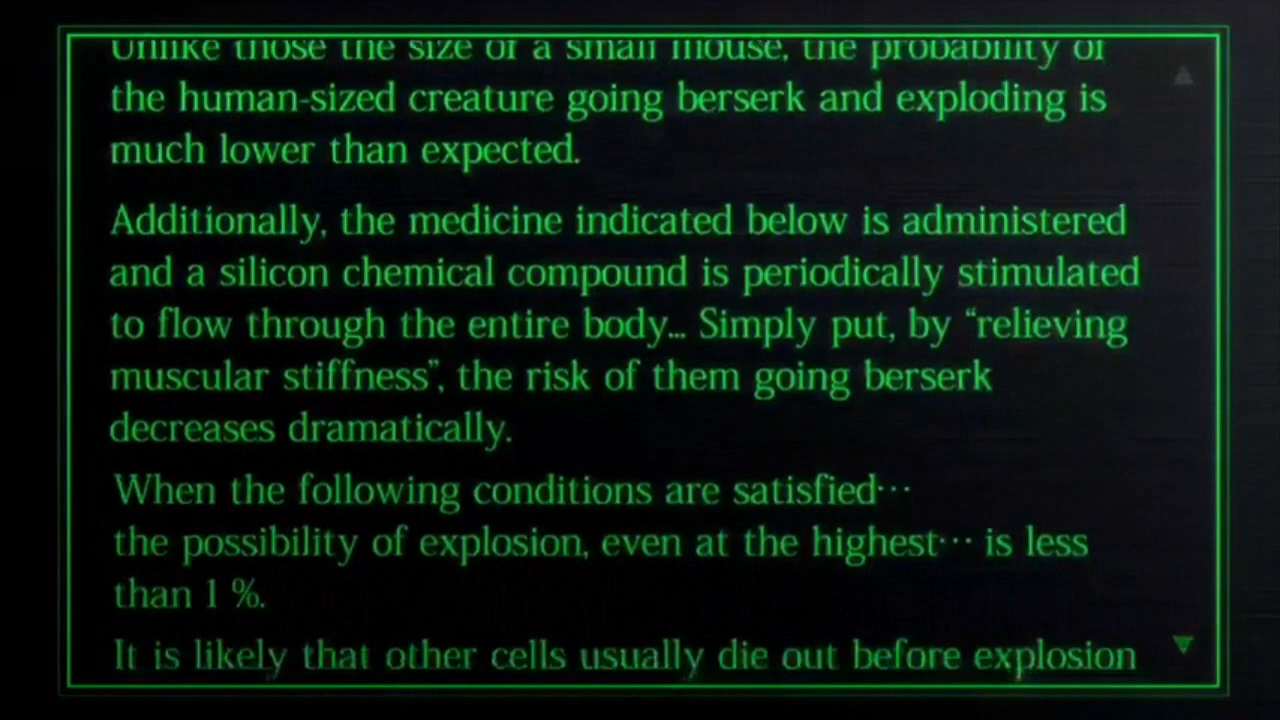 Unlike those the size of a small mouse, the probability of
the human-sized creature going berserk and exploding is
much lower than expected.
Additionally, the medicine indicated below is administered
and a silicon chemical compound is periodically stimulated
to flow through the entire body... Simply put, by “relieving
muscular stiffness”, the risk of them going berserk
decreases dramatically.
When the following conditions are satisfied···
the possibility of explosion, even at the highest··· is less
than 1 %.
It is likely that other cells usually die out before explosion